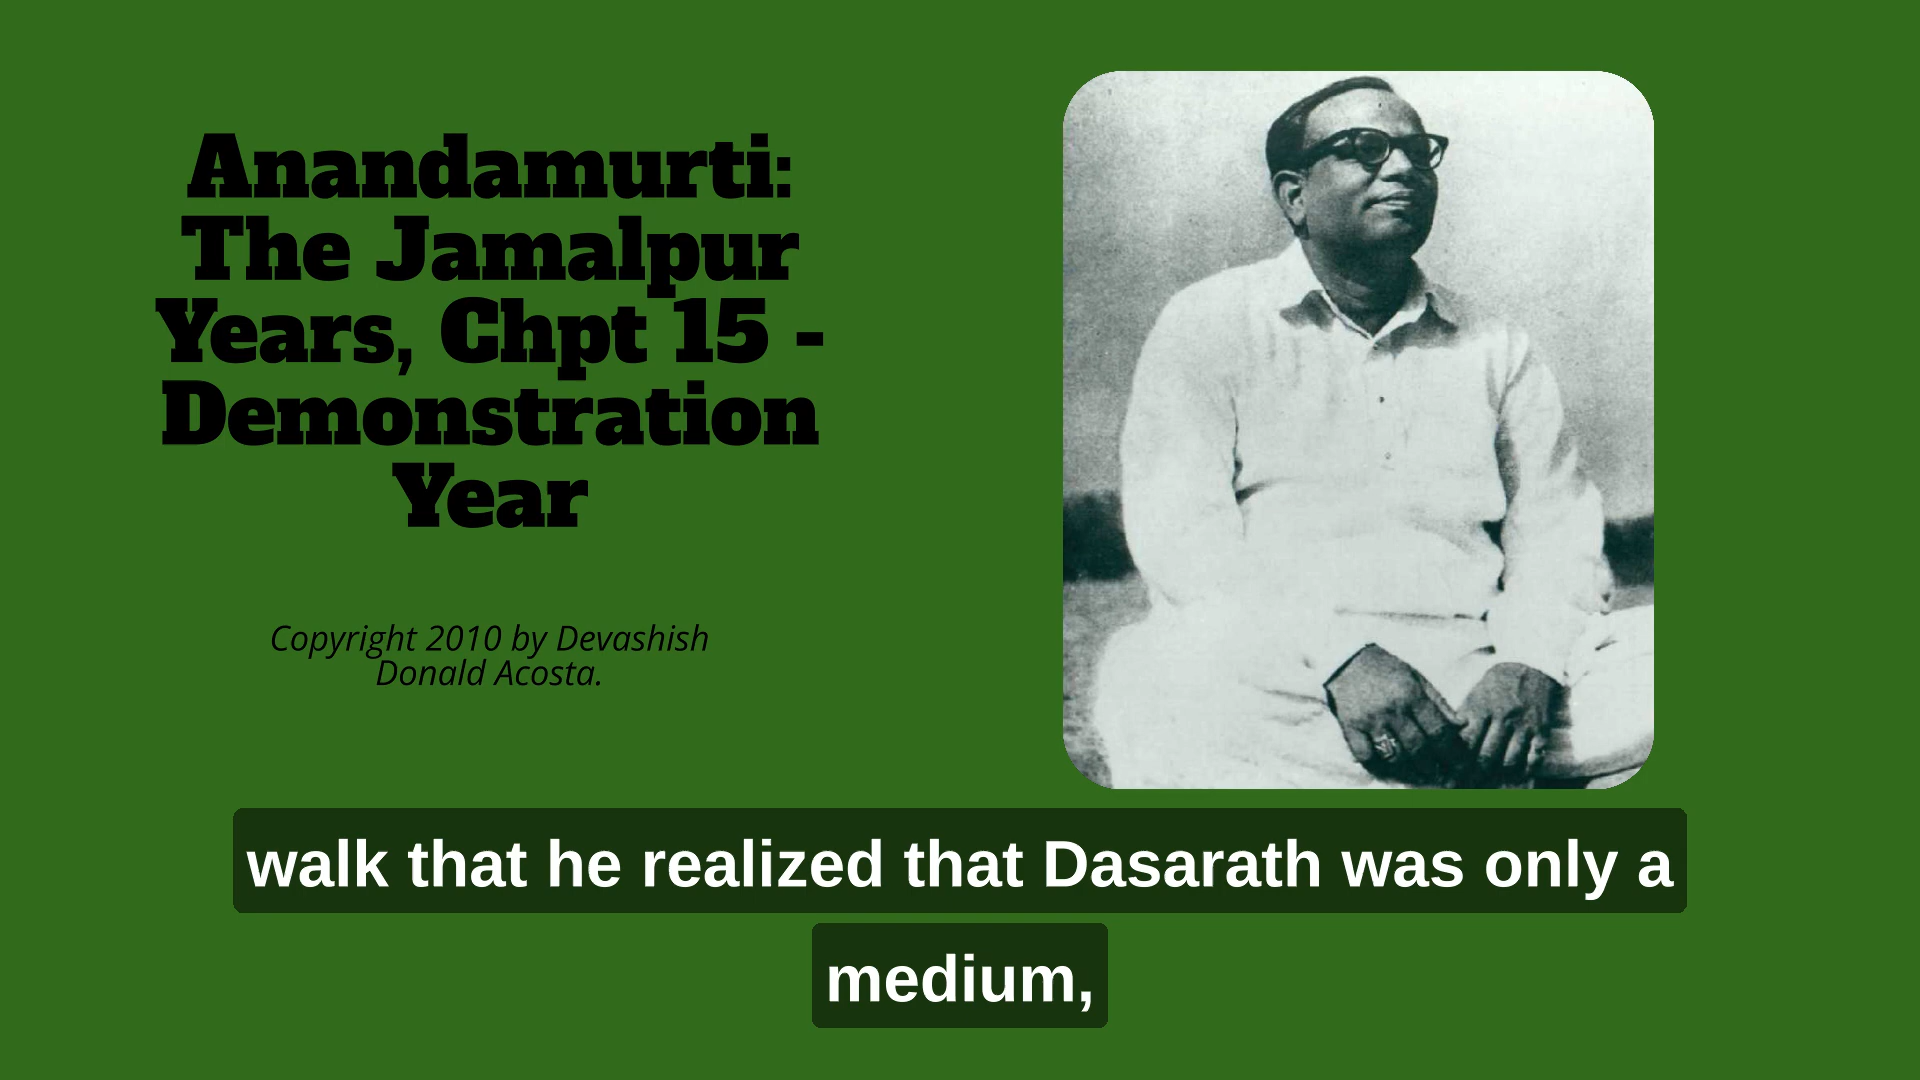 Anandamurti:
The Jamalpur
Years, Chpt 15 -
Demonstration
Year
Copyright 2010 by Devashish
Donald Acosta.
walk that he realized that Dasarath was only a
medium,